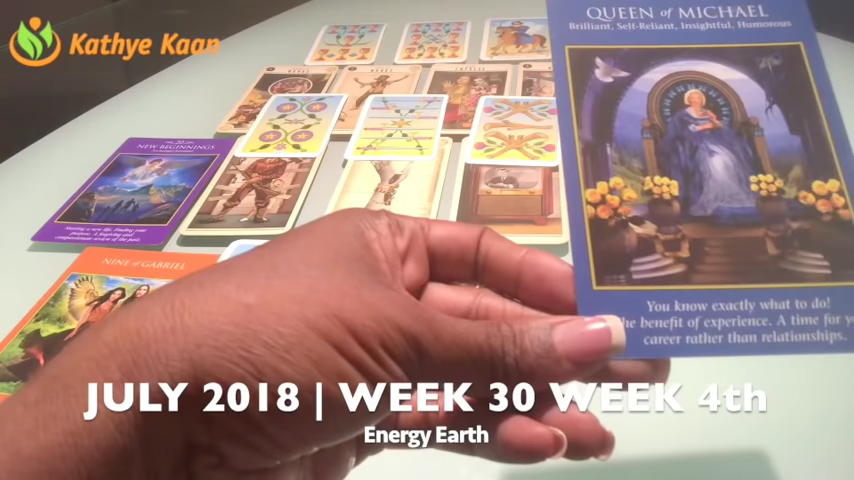 Kathye Kaan
QUEEN of MICHAEL
Brilliant, Self-Reliant, Insightful, Humorous
NEW BEGINNINGS
NINE of GABRIEL
You know exactly what to do!
he benefit of experience. A time for yo
career rather than relationships.
JULY 2018 | WEEK 30 WEEK 4th
Energy Earth